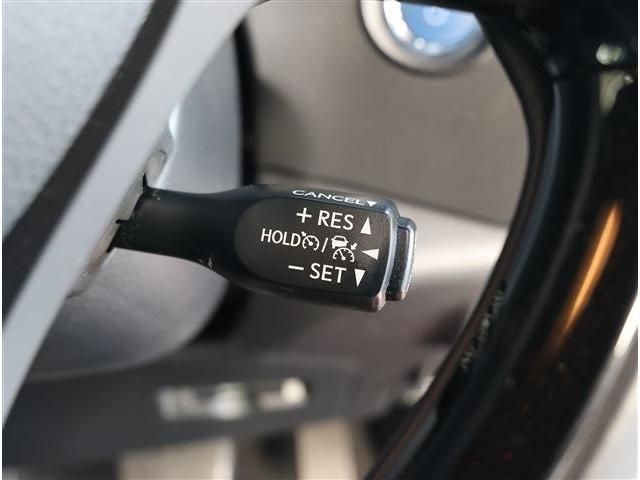 CANCEL▼
+ RES ▲
HOLD / ◀
− SET ▼